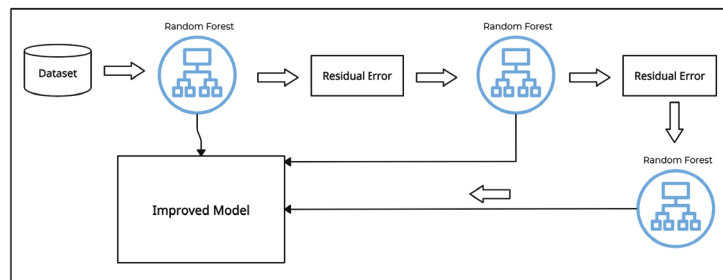 Random Forest
Random Forest
Dataset
Residual Error
Residual Error
Random Forest
Improved Model